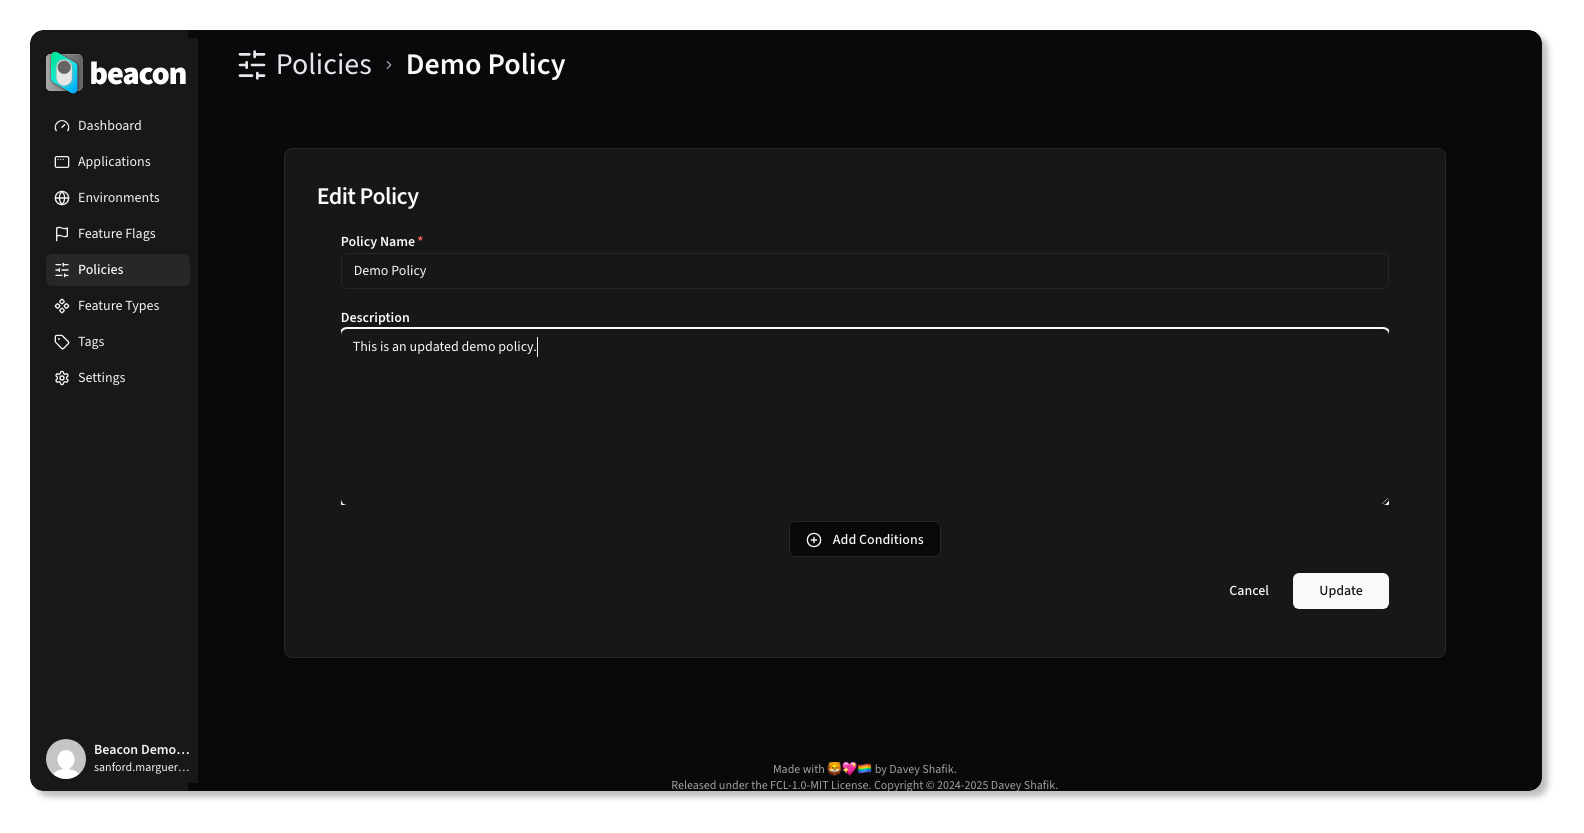 beacon
Dashboard
Applications
Environments
Feature Flags
Policies
Feature Types
Tags
Settings
Beacon Demo...
sanford.marguer...
Policies › Demo Policy
Edit Policy
Policy Name *
Demo Policy
Description
This is an updated demo policy.
Add Conditions
Cancel
Update
Made with 🦁💖🏳️‍🌈 by Davey Shafik.
Released under the FCL-1.0-MIT License. Copyright © 2024-2025 Davey Shafik.